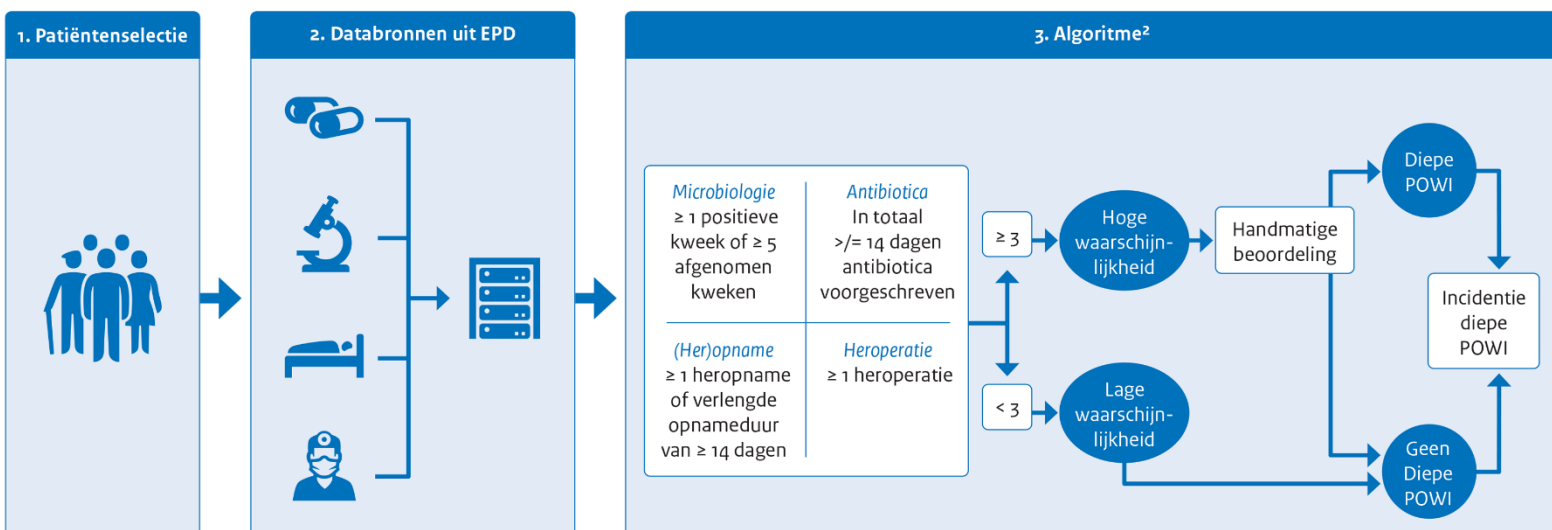 1. Patiëntenselectie
2. Databronnen uit EPD
3. Algoritme²
Microbiologie
≥ 1 positieve
kweek of ≥ 5
afgenomen
kweken
Antibiotica
In totaal
>/= 14 dagen
antibiotica
voorgeschreven
(Her)opname
≥ 1 heropname
of verlengde
opnameduur
van ≥ 14 dagen
Heroperatie
≥ 1 heroperatie
≥ 3
< 3
Hoge
waarschijn-
lijkheid
Lage
waarschijn-
lijkheid
Handmatige
beoordeling
Diepe
POWI
Geen
Diepe
POWI
Incidentie
diepe
POWI